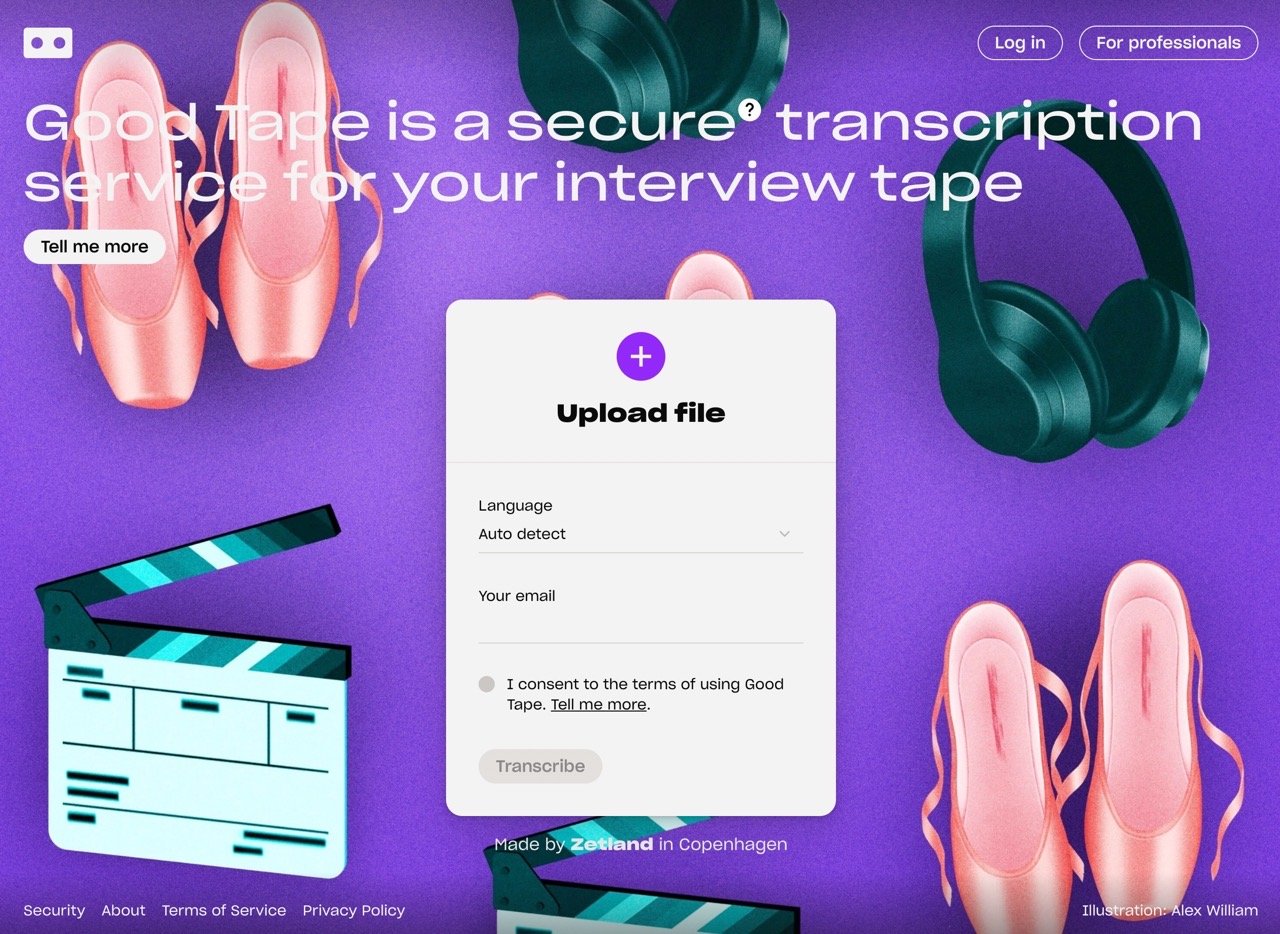 Log in
For professionals
Good Tape is a secure? transcription
service for your interview tape
Tell me more
Upload file
Language
Auto detect
Your email
I consent to the terms of using Good
Tape. Tell me more.
Transcribe
Made by Zetland in Copenhagen
Security
About
Terms of Service
Privacy Policy
Illustration: Alex William